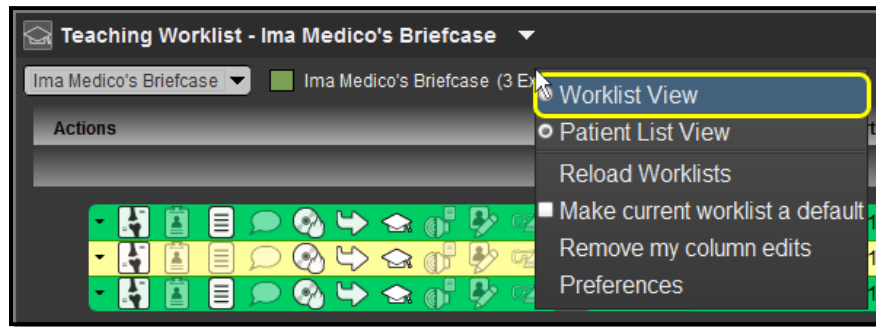 Teaching Worklist - Ima Medico's Briefcase
Ima Medico's Briefcase Ima Medico's Briefcase (3 Ex
Worklist View
Actions
Patient List View
Reload Worklists
Make current worklist a default
Remove my column edits
Preferences